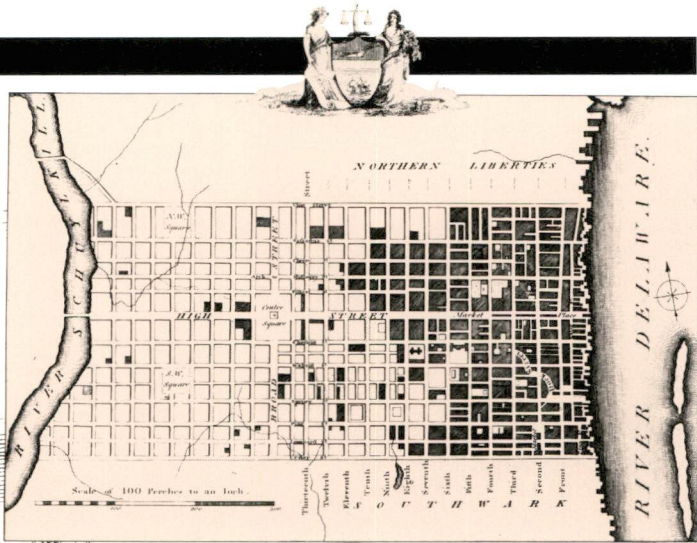 NORTHERN LIBERTIES
RIVER SCHUYLKILL
RIVER DELAWARE.
Street
N.W.
Square
STREET
Arch
Center
Square
HIGH STREET Market Place
S.W.
Square
BROAD
Thirteenth
Twelfth
Eleventh
Tenth
Ninth
Eighth
Seventh
Sixth
Fifth
Fourth
Third
Second
Front
Scale of 100 Perches to an Inch.
SOUTHWARK